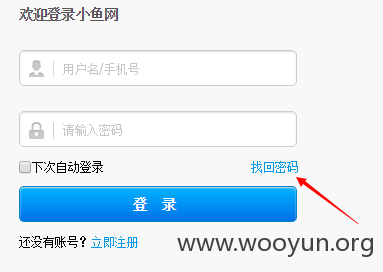 欢迎登录小鱼网
用户名/手机号
请输入密码
下次自动登录 找回密码
登 录
还没有账号？立即注册
www.wooyun.org